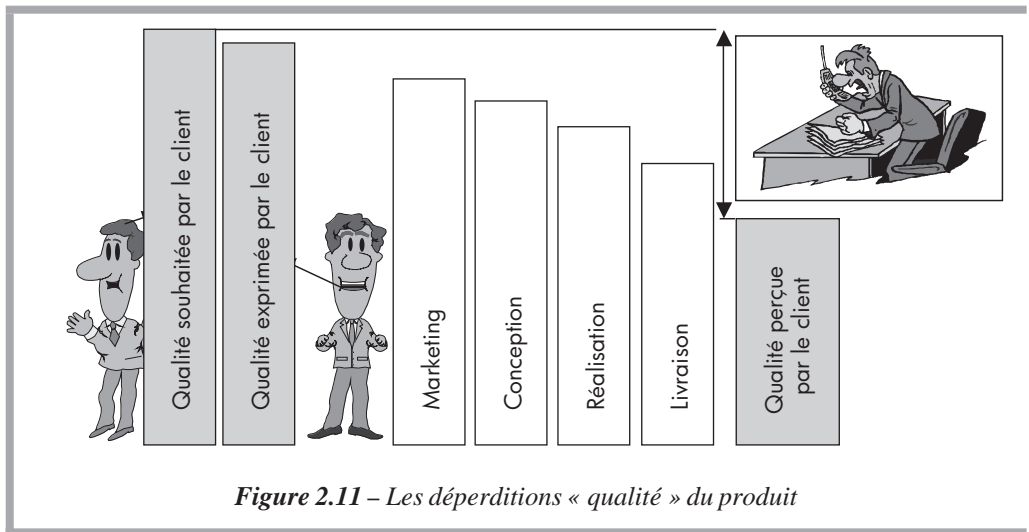 Qualité souhaitée par le client
Qualité exprimée par le client
Marketing
Conception
Réalisation
Livraison
Qualité perçue
par le client
Figure 2.11 – Les déperditions « qualité » du produit